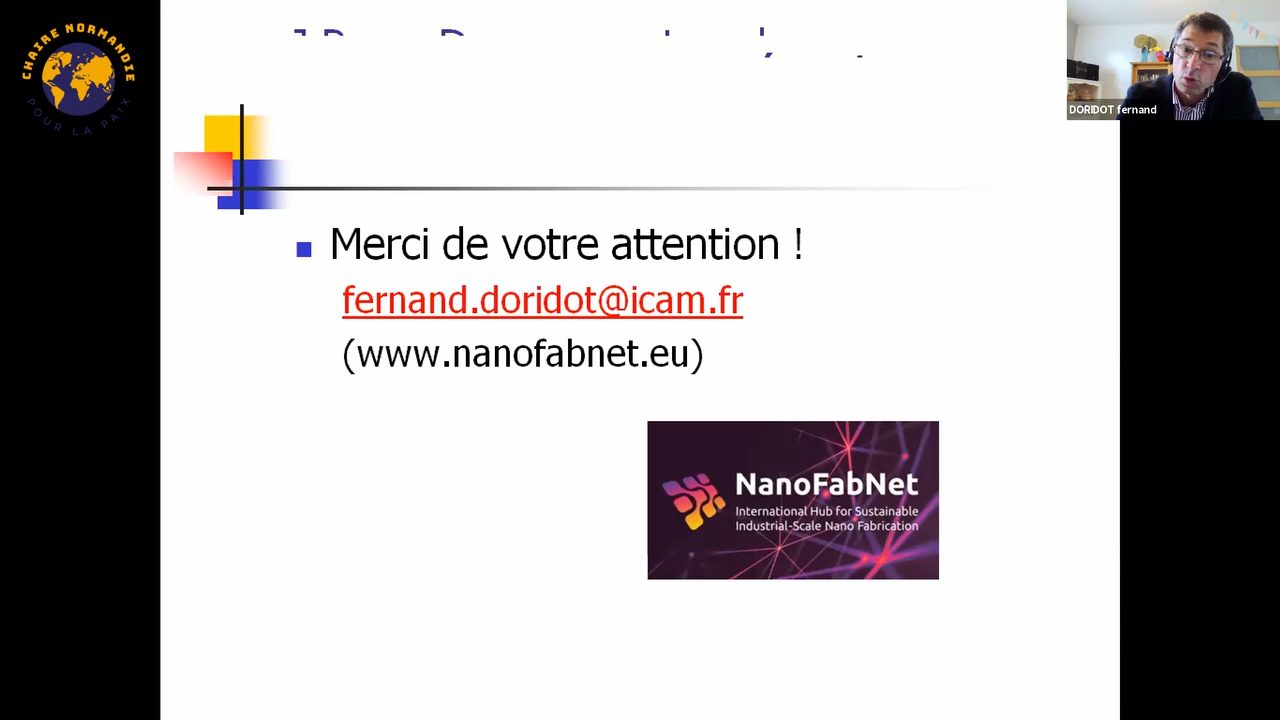 CHAIRE NORMANDIE
POUR LA PAIX
DORIDOT fernand
Merci de votre attention !
fernand.doridot@icam.fr
(www.nanofabnet.eu)
NanoFabNet
International Hub for Sustainable
Industrial-Scale Nano Fabrication